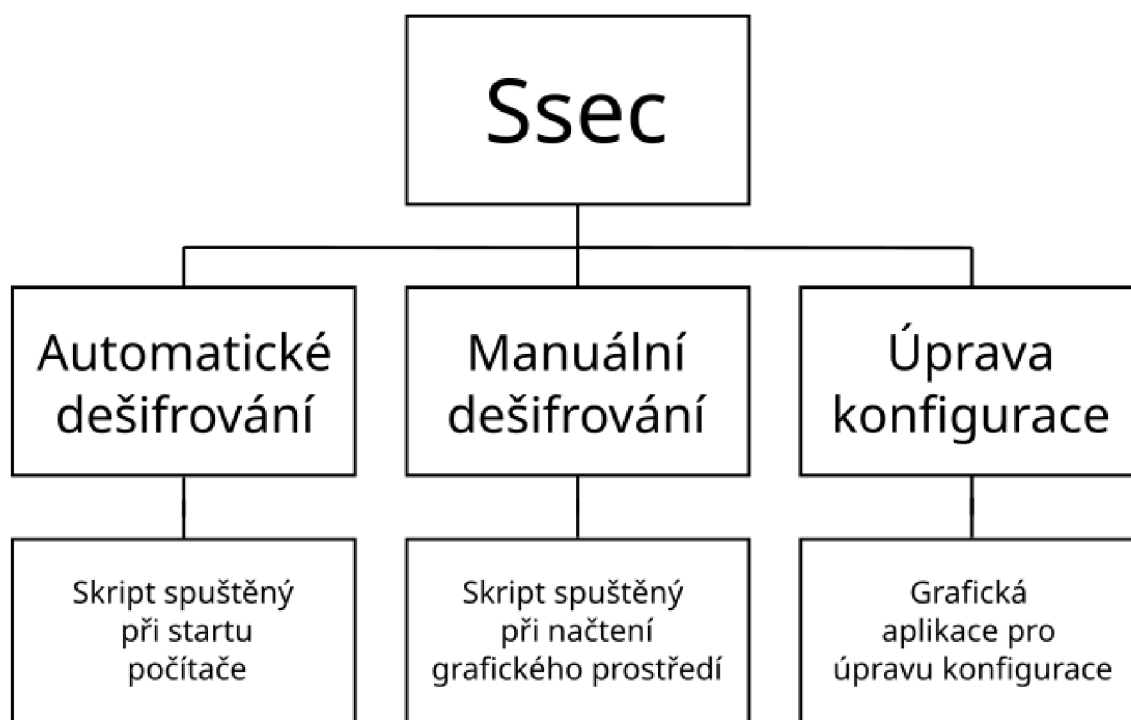 Ssec
Automatické
dešifrování
Manuální
dešifrování
Úprava
konfigurace
Skript spuštěný
při startu
počítače
Skript spuštěný
při načtení
grafického prostředí
Grafická
aplikace pro
úpravu konfigurace